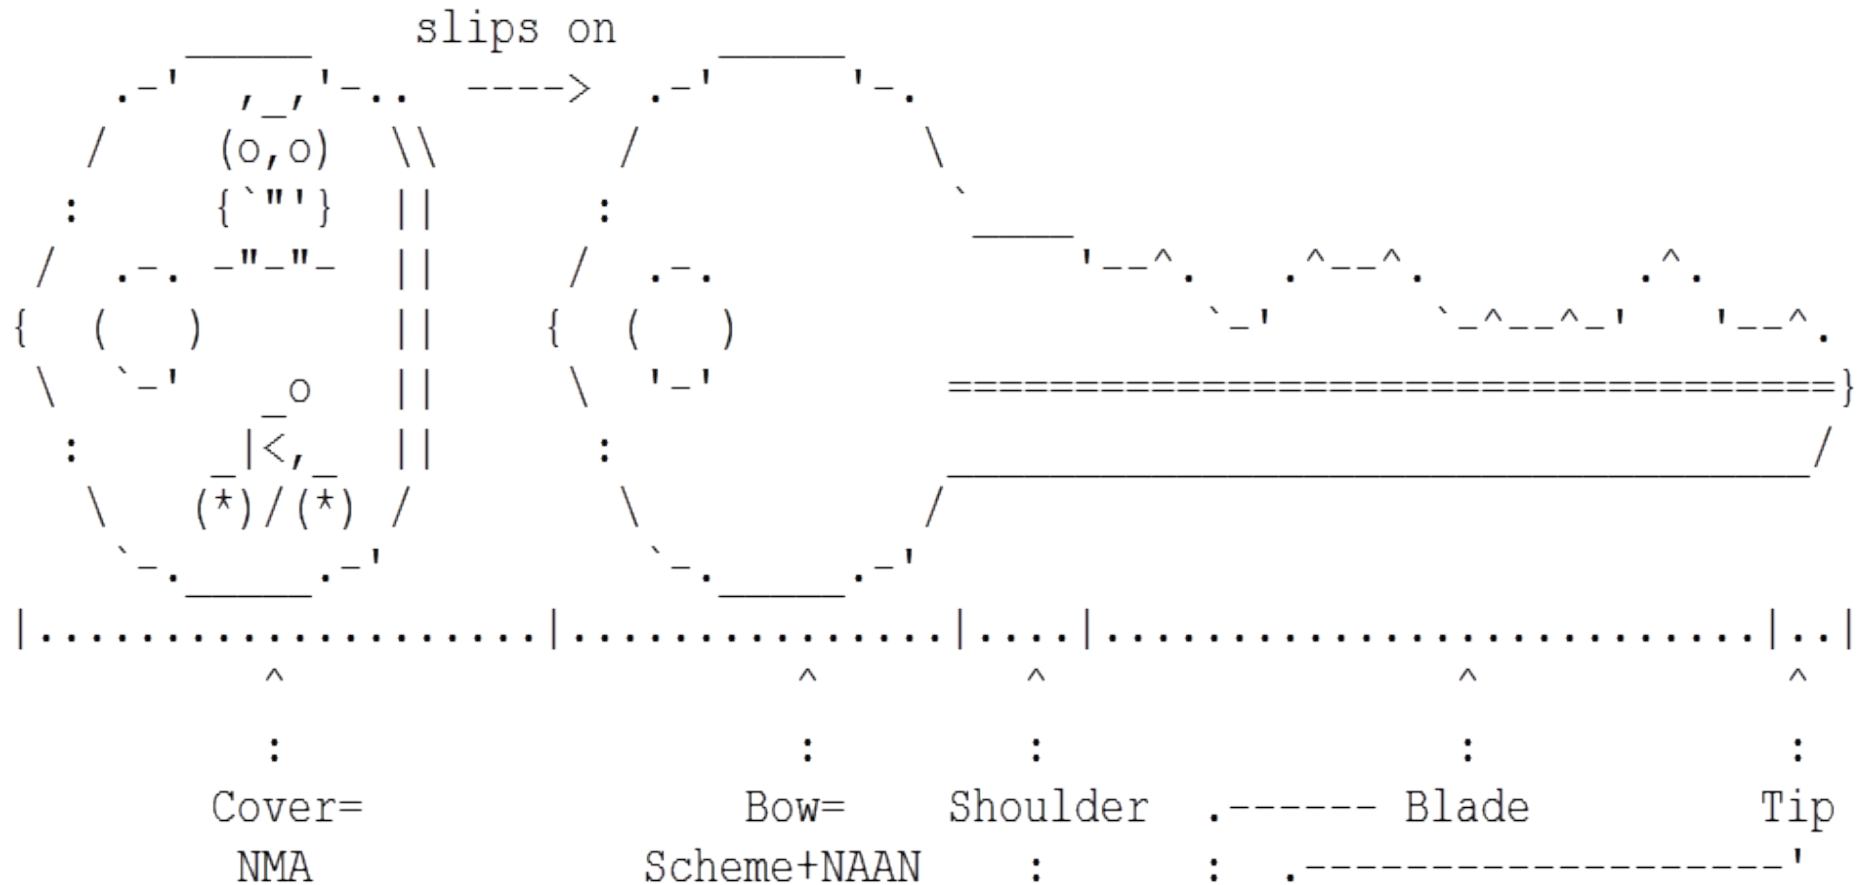 slips on
---->
Cover= Bow= Shoulder .------ Blade Tip
NMA Scheme+NAAN : : .-------------------'